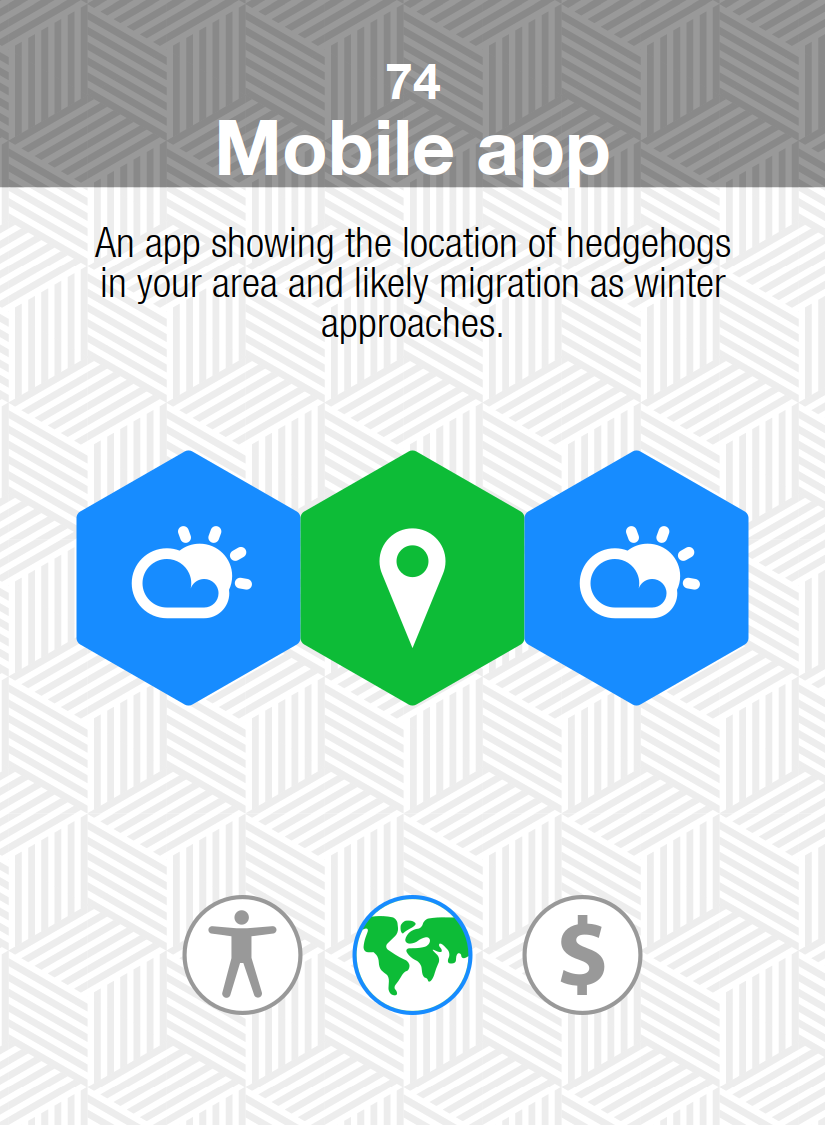 74
Mobile app
An app showing the location of hedgehogs
in your area and likely migration as winter
approaches.
$